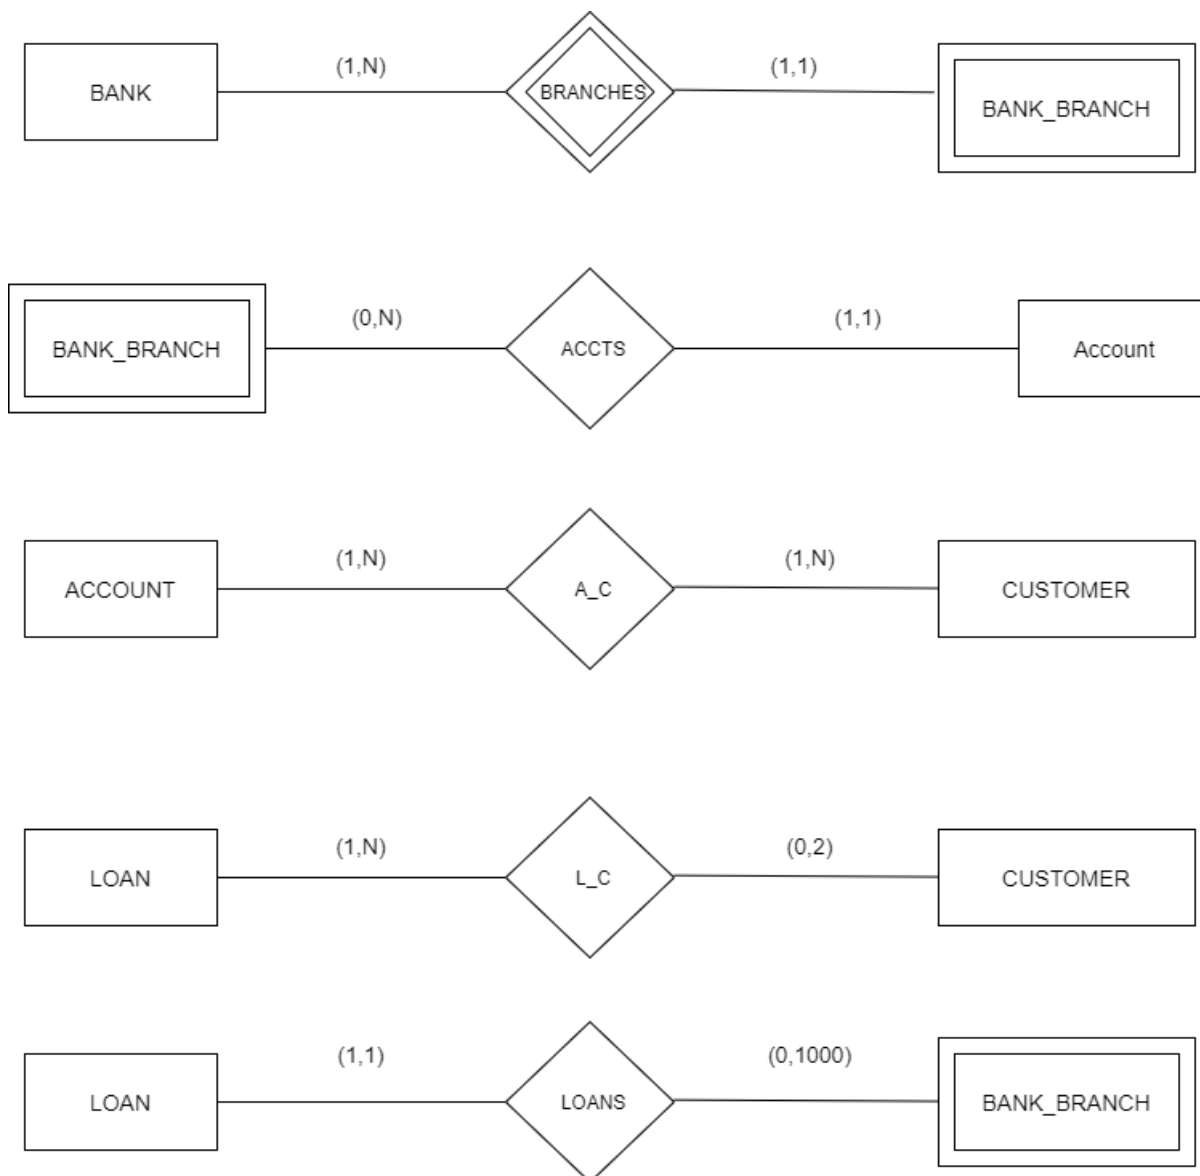 (1,N)
(1,1)
BANK
BRANCHES
BANK_BRANCH
(0,N)
(1,1)
BANK_BRANCH
ACCTS
Account
(1,N)
(1,N)
ACCOUNT
A_C
CUSTOMER
(1,N)
(0,2)
LOAN
L_C
CUSTOMER
(1,1)
(0,1000)
LOAN
LOANS
BANK_BRANCH